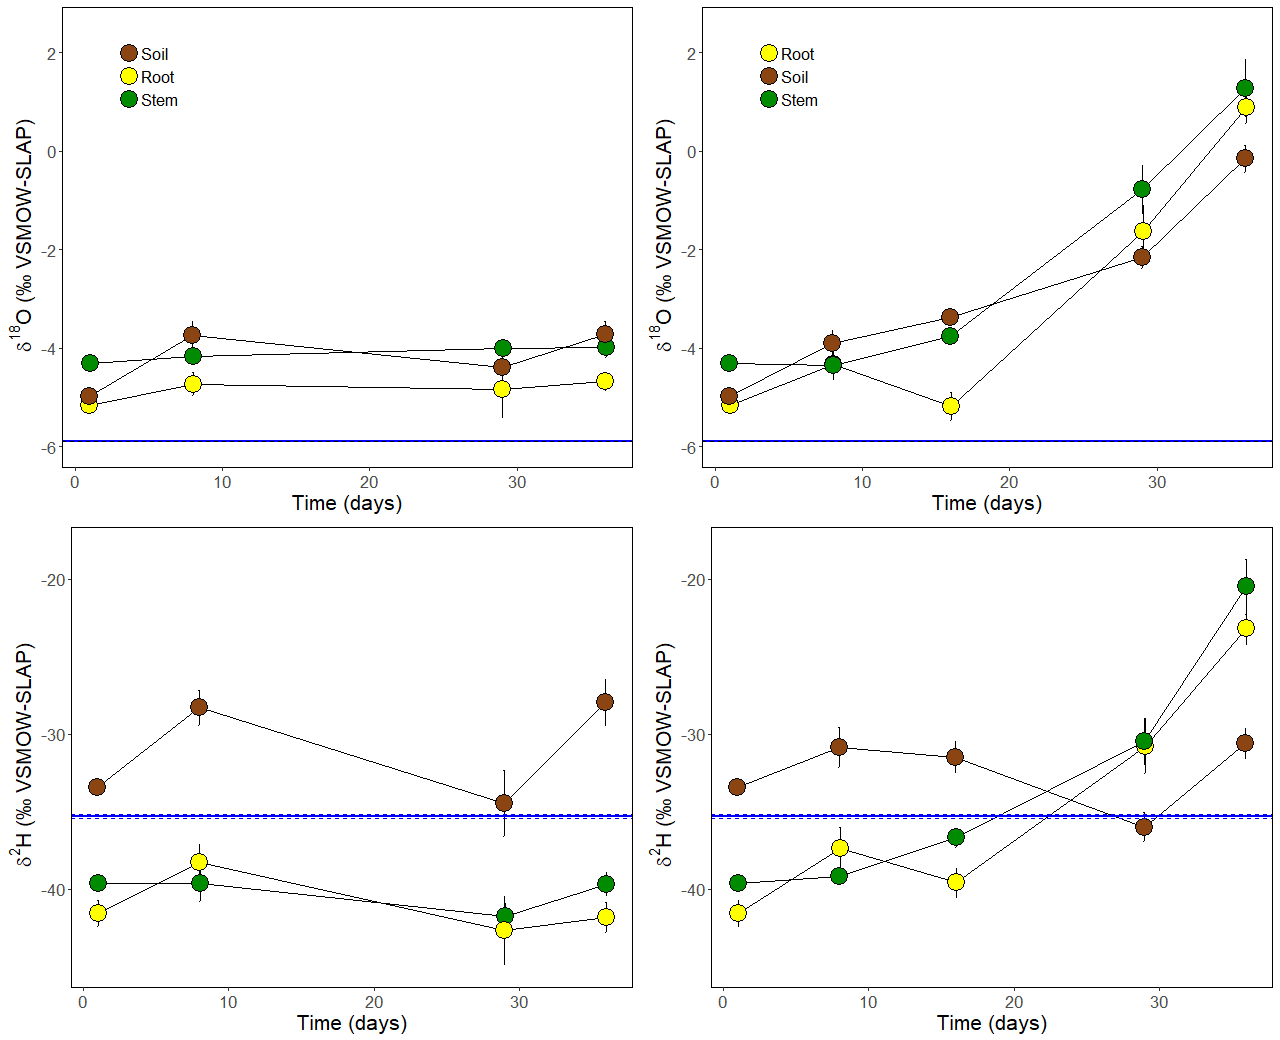 2
0
-2
-4
-6
δ¹⁸O (‰ VSMOW-SLAP)
Soil
Root
Stem
0
10
20
30
Time (days)
2
0
-2
-4
-6
δ¹⁸O (‰ VSMOW-SLAP)
Root
Soil
Stem
0
10
20
30
Time (days)
-20
-30
-40
δ²H (‰ VSMOW-SLAP)
0
10
20
30
Time (days)
-20
-30
-40
δ²H (‰ VSMOW-SLAP)
0
10
20
30
Time (days)